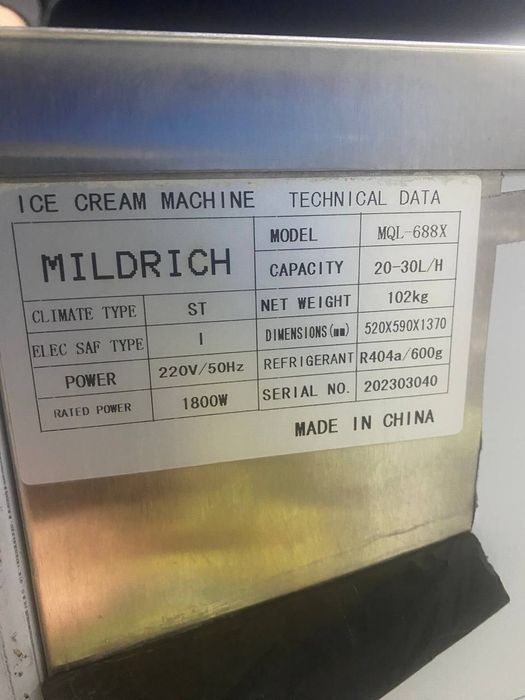 ICE CREAM MACHINE TECHNICAL DATA
MILDRICH
MODEL MQL-688X
CAPACITY 20-30L/H
CLIMATE TYPE ST
NET WEIGHT 102kg
ELEC SAF TYPE I
DIMENSIONS(mm) 520X590X1370
POWER 220V/50Hz
REFRIGERANT R404a/600g
RATED POWER 1800W
SERIAL NO. 202303040
MADE IN CHINA